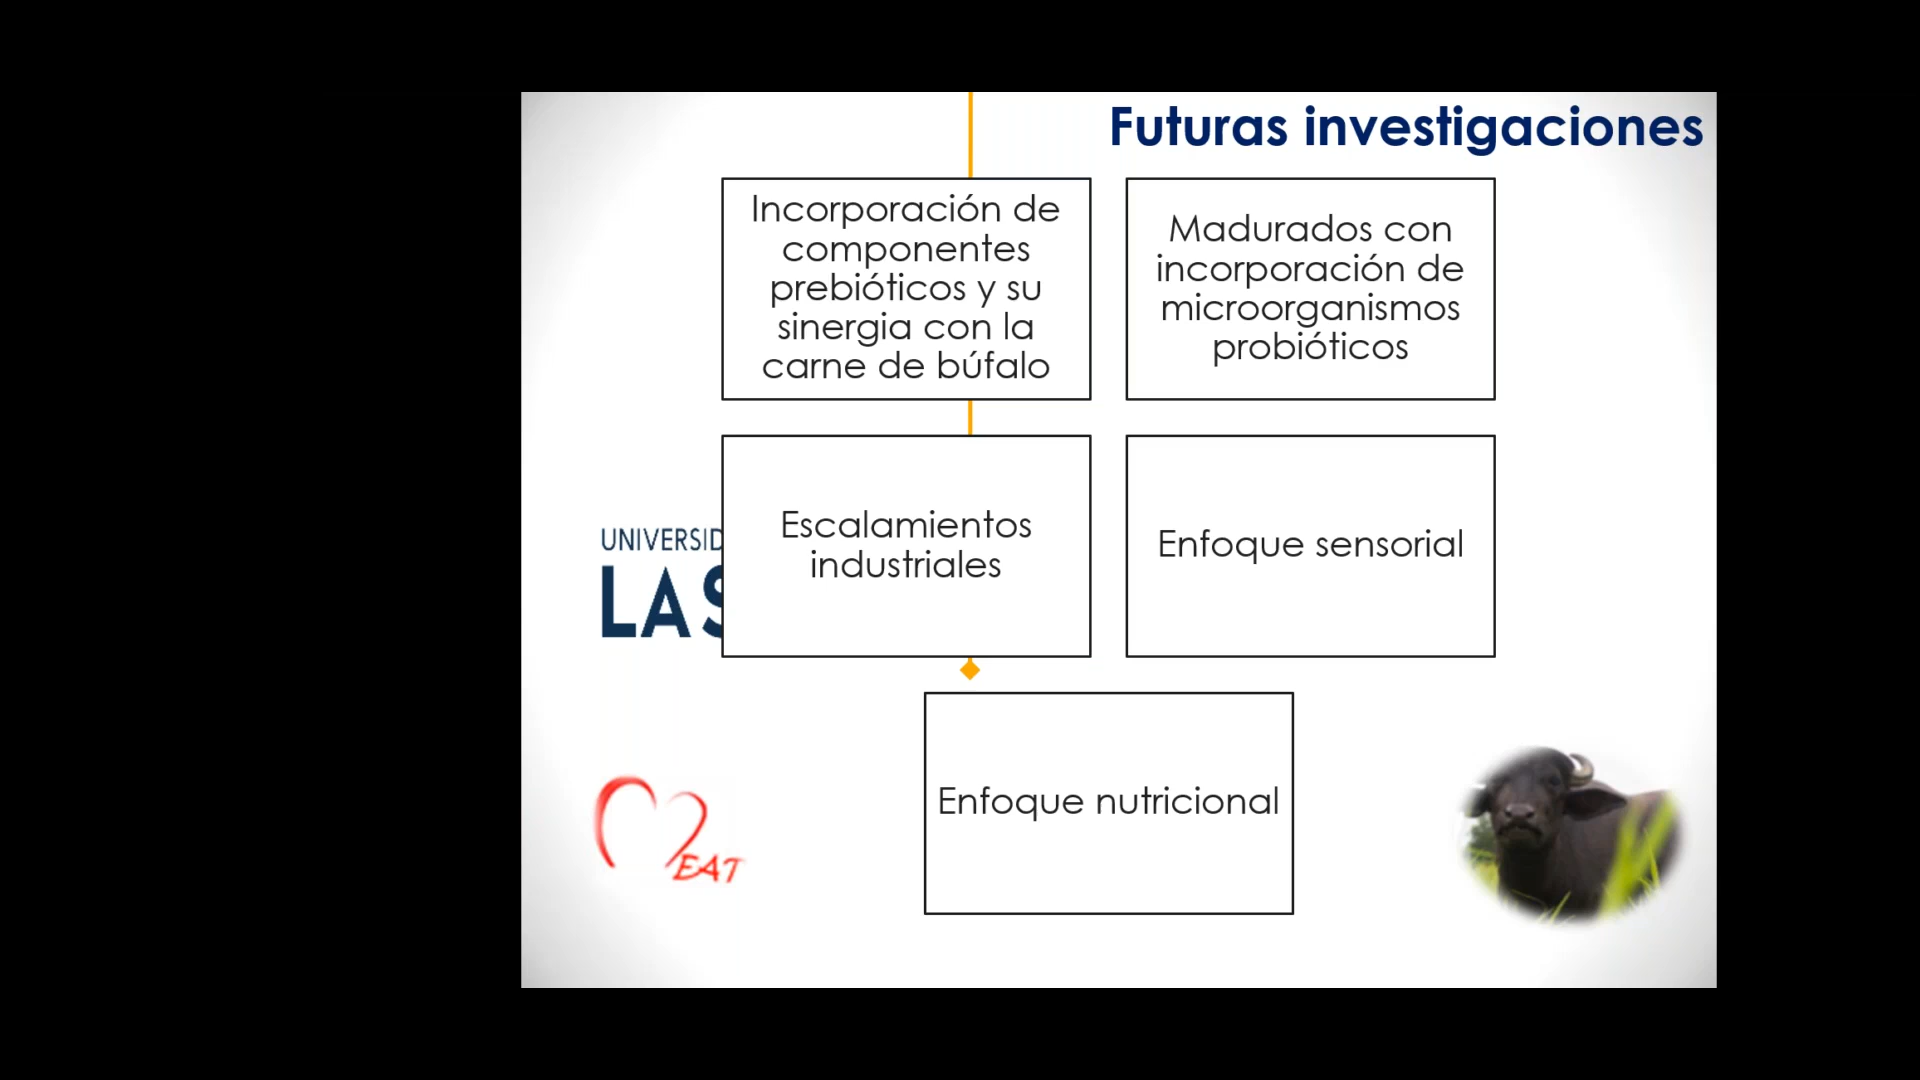 Futuras investigaciones
Incorporación de
componentes
prebióticos y su
sinergia con la
carne de búfalo
Madurados con
incorporación de
microorganismos
probióticos
Escalamientos
industriales
Enfoque sensorial
UNIVERSID
LAS
Enfoque nutricional
MEAT